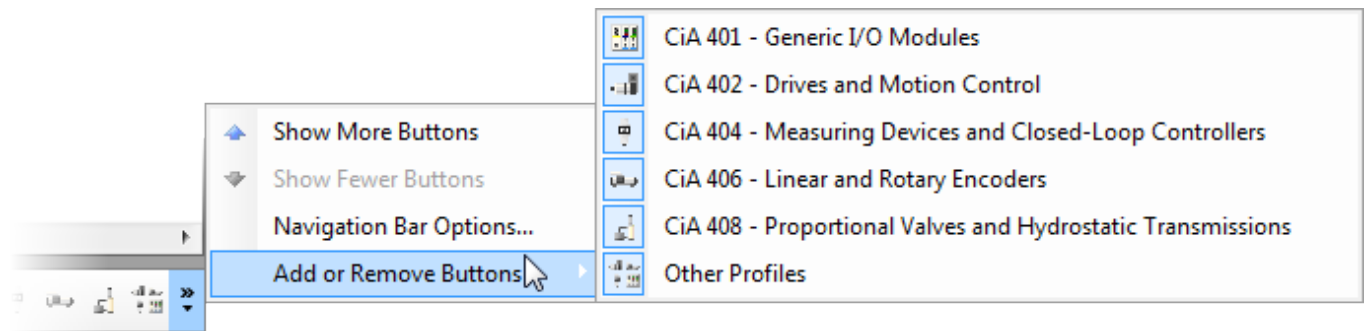 Show More Buttons
Show Fewer Buttons
Navigation Bar Options...
Add or Remove Buttons
CiA 401 - Generic I/O Modules
CiA 402 - Drives and Motion Control
CiA 404 - Measuring Devices and Closed-Loop Controllers
CiA 406 - Linear and Rotary Encoders
CiA 408 - Proportional Valves and Hydrostatic Transmissions
Other Profiles